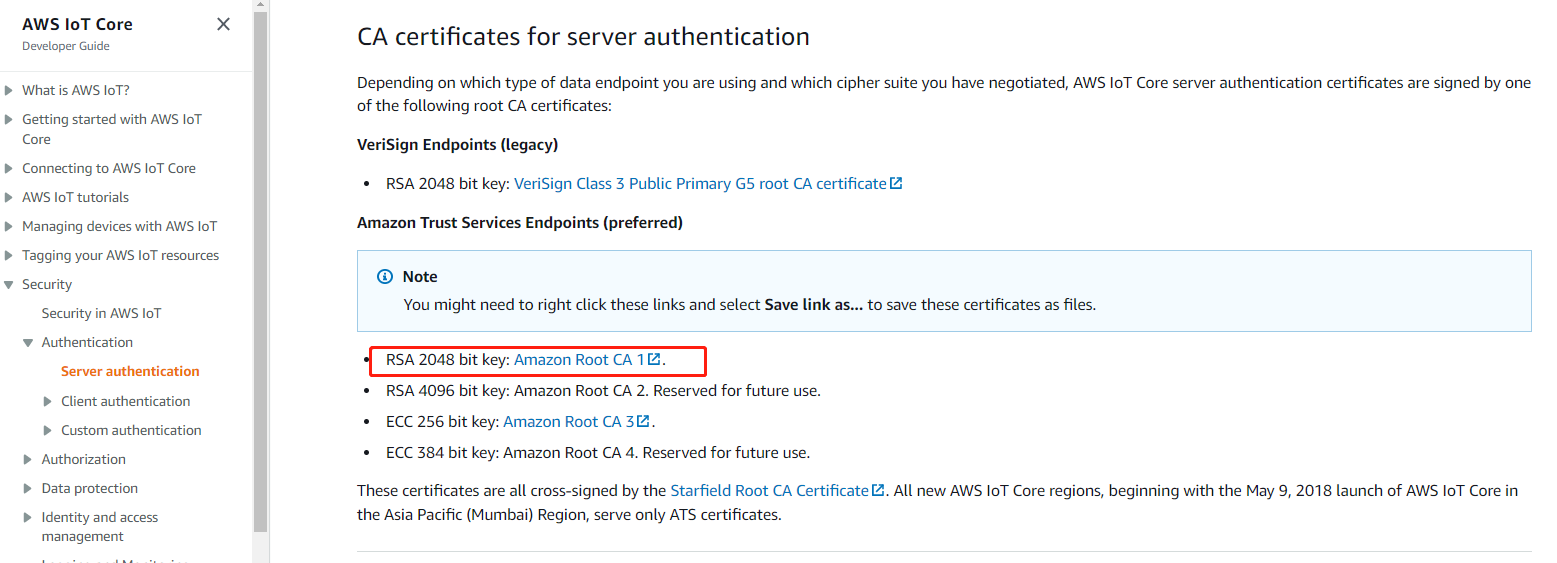 AWS IoT Core
Developer Guide
What is AWS IoT?
Getting started with AWS IoT
Core
Connecting to AWS IoT Core
AWS IoT tutorials
Managing devices with AWS IoT
Tagging your AWS IoT resources
Security
Security in AWS IoT
Authentication
Server authentication
Client authentication
Custom authentication
Authorization
Data protection
Identity and access
management
CA certificates for server authentication
Depending on which type of data endpoint you are using and which cipher suite you have negotiated, AWS IoT Core server authentication certificates are signed by one
of the following root CA certificates:
VeriSign Endpoints (legacy)
RSA 2048 bit key: VeriSign Class 3 Public Primary G5 root CA certificate
Amazon Trust Services Endpoints (preferred)
Note
You might need to right click these links and select Save link as... to save these certificates as files.
RSA 2048 bit key: Amazon Root CA 1.
RSA 4096 bit key: Amazon Root CA 2. Reserved for future use.
ECC 256 bit key: Amazon Root CA 3.
ECC 384 bit key: Amazon Root CA 4. Reserved for future use.
These certificates are all cross-signed by the Starfield Root CA Certificate. All new AWS IoT Core regions, beginning with the May 9, 2018 launch of AWS IoT Core in
the Asia Pacific (Mumbai) Region, serve only ATS certificates.